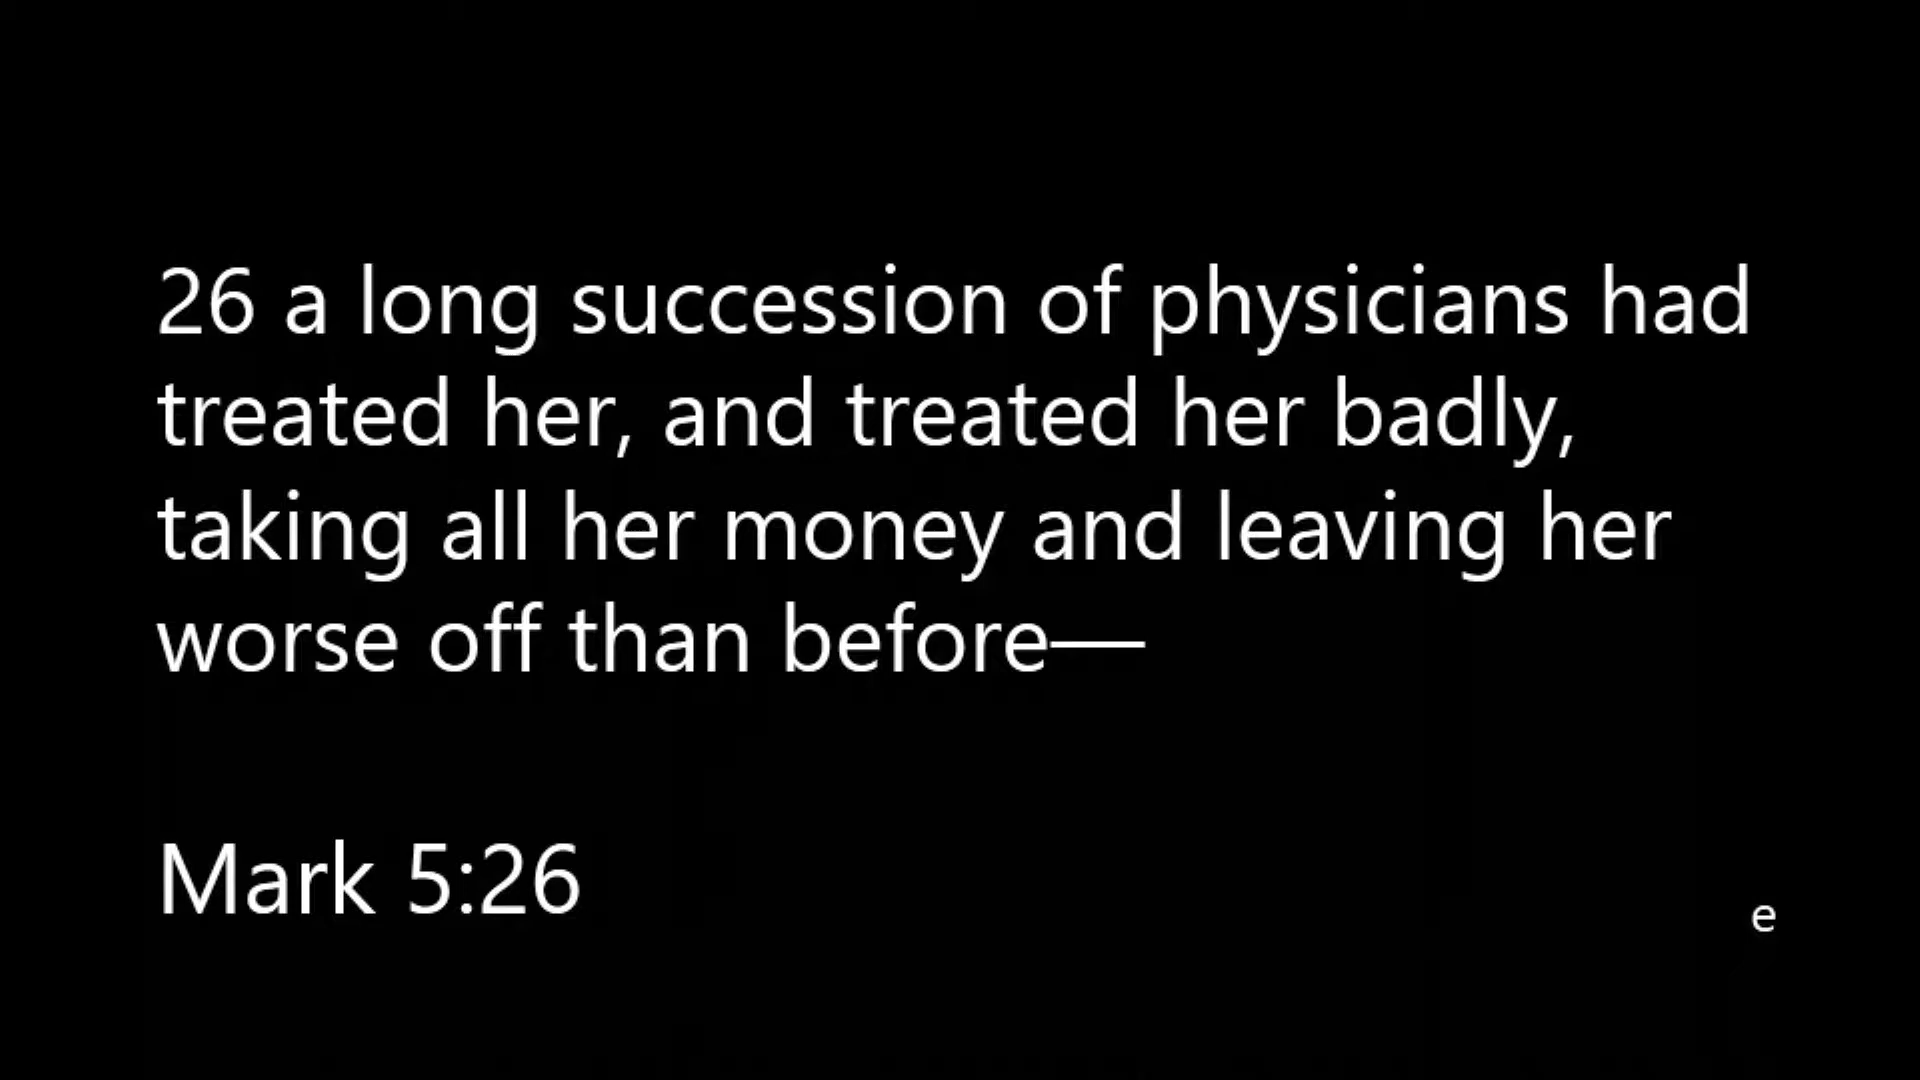 26 a long succession of physicians had
treated her, and treated her badly,
taking all her money and leaving her
worse off than before—
Mark 5:26
e